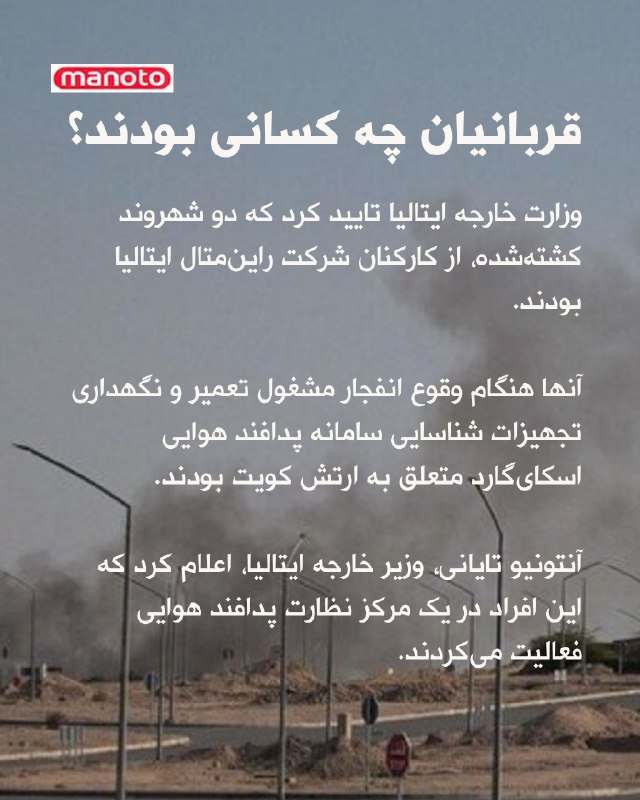 manoto
قربانیان چه کسانی بودند؟
وزارت خارجه ایتالیا تایید کرد که دو شهروند
کشته‌شده، از کارکنان شرکت راین‌متال ایتالیا
بودند.
آنها هنگام وقوع انفجار مشغول تعمیر و نگهداری
تجهیزات شناسایی سامانه پدافند هوایی
اسکای‌گارد متعلق به ارتش کویت بودند.
آنتونیو تایانی، وزیر خارجه ایتالیا، اعلام کرد که
این افراد در یک مرکز نظارت پدافند هوایی
فعالیت می‌کردند.